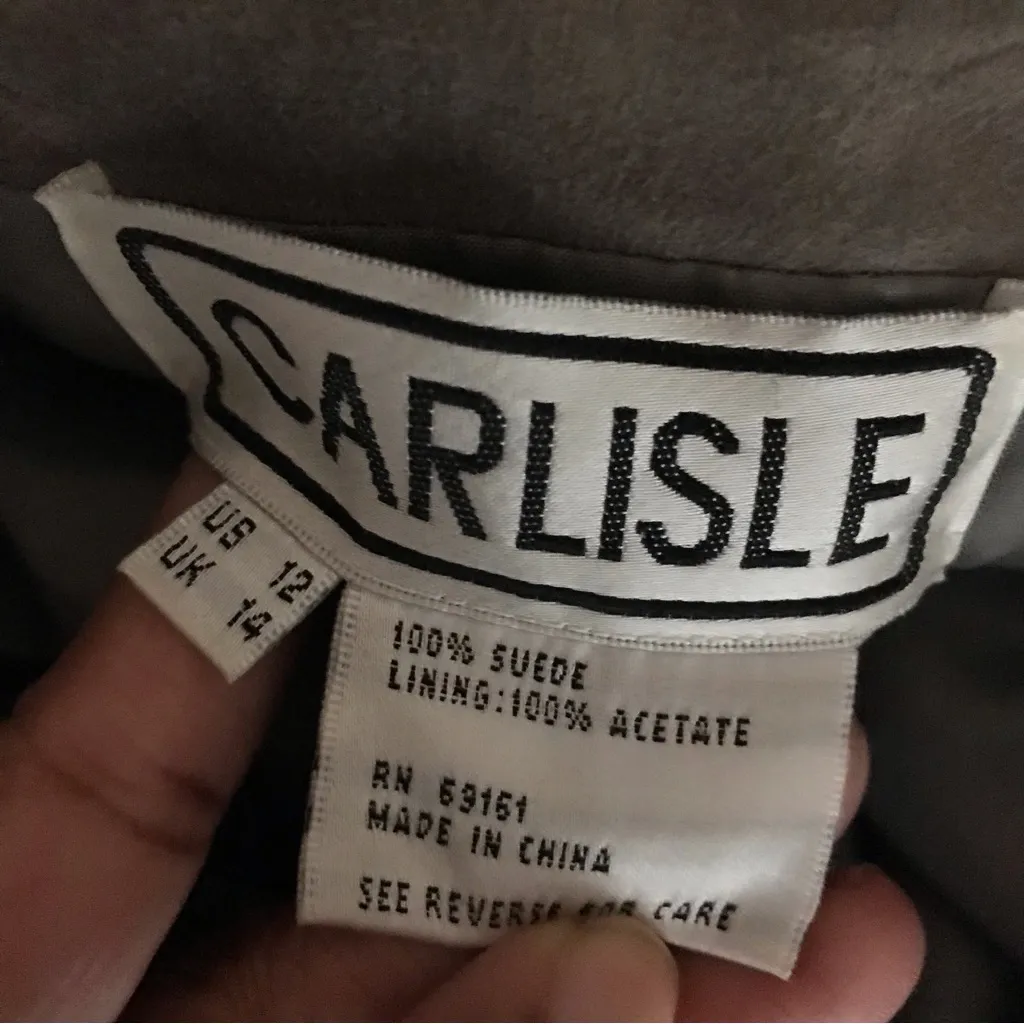 CARLISLE
US 12
UK 14
100% SUEDE
LINING:100% ACETATE
RN 69161
MADE IN CHINA
SEE REVERSE FOR CARE